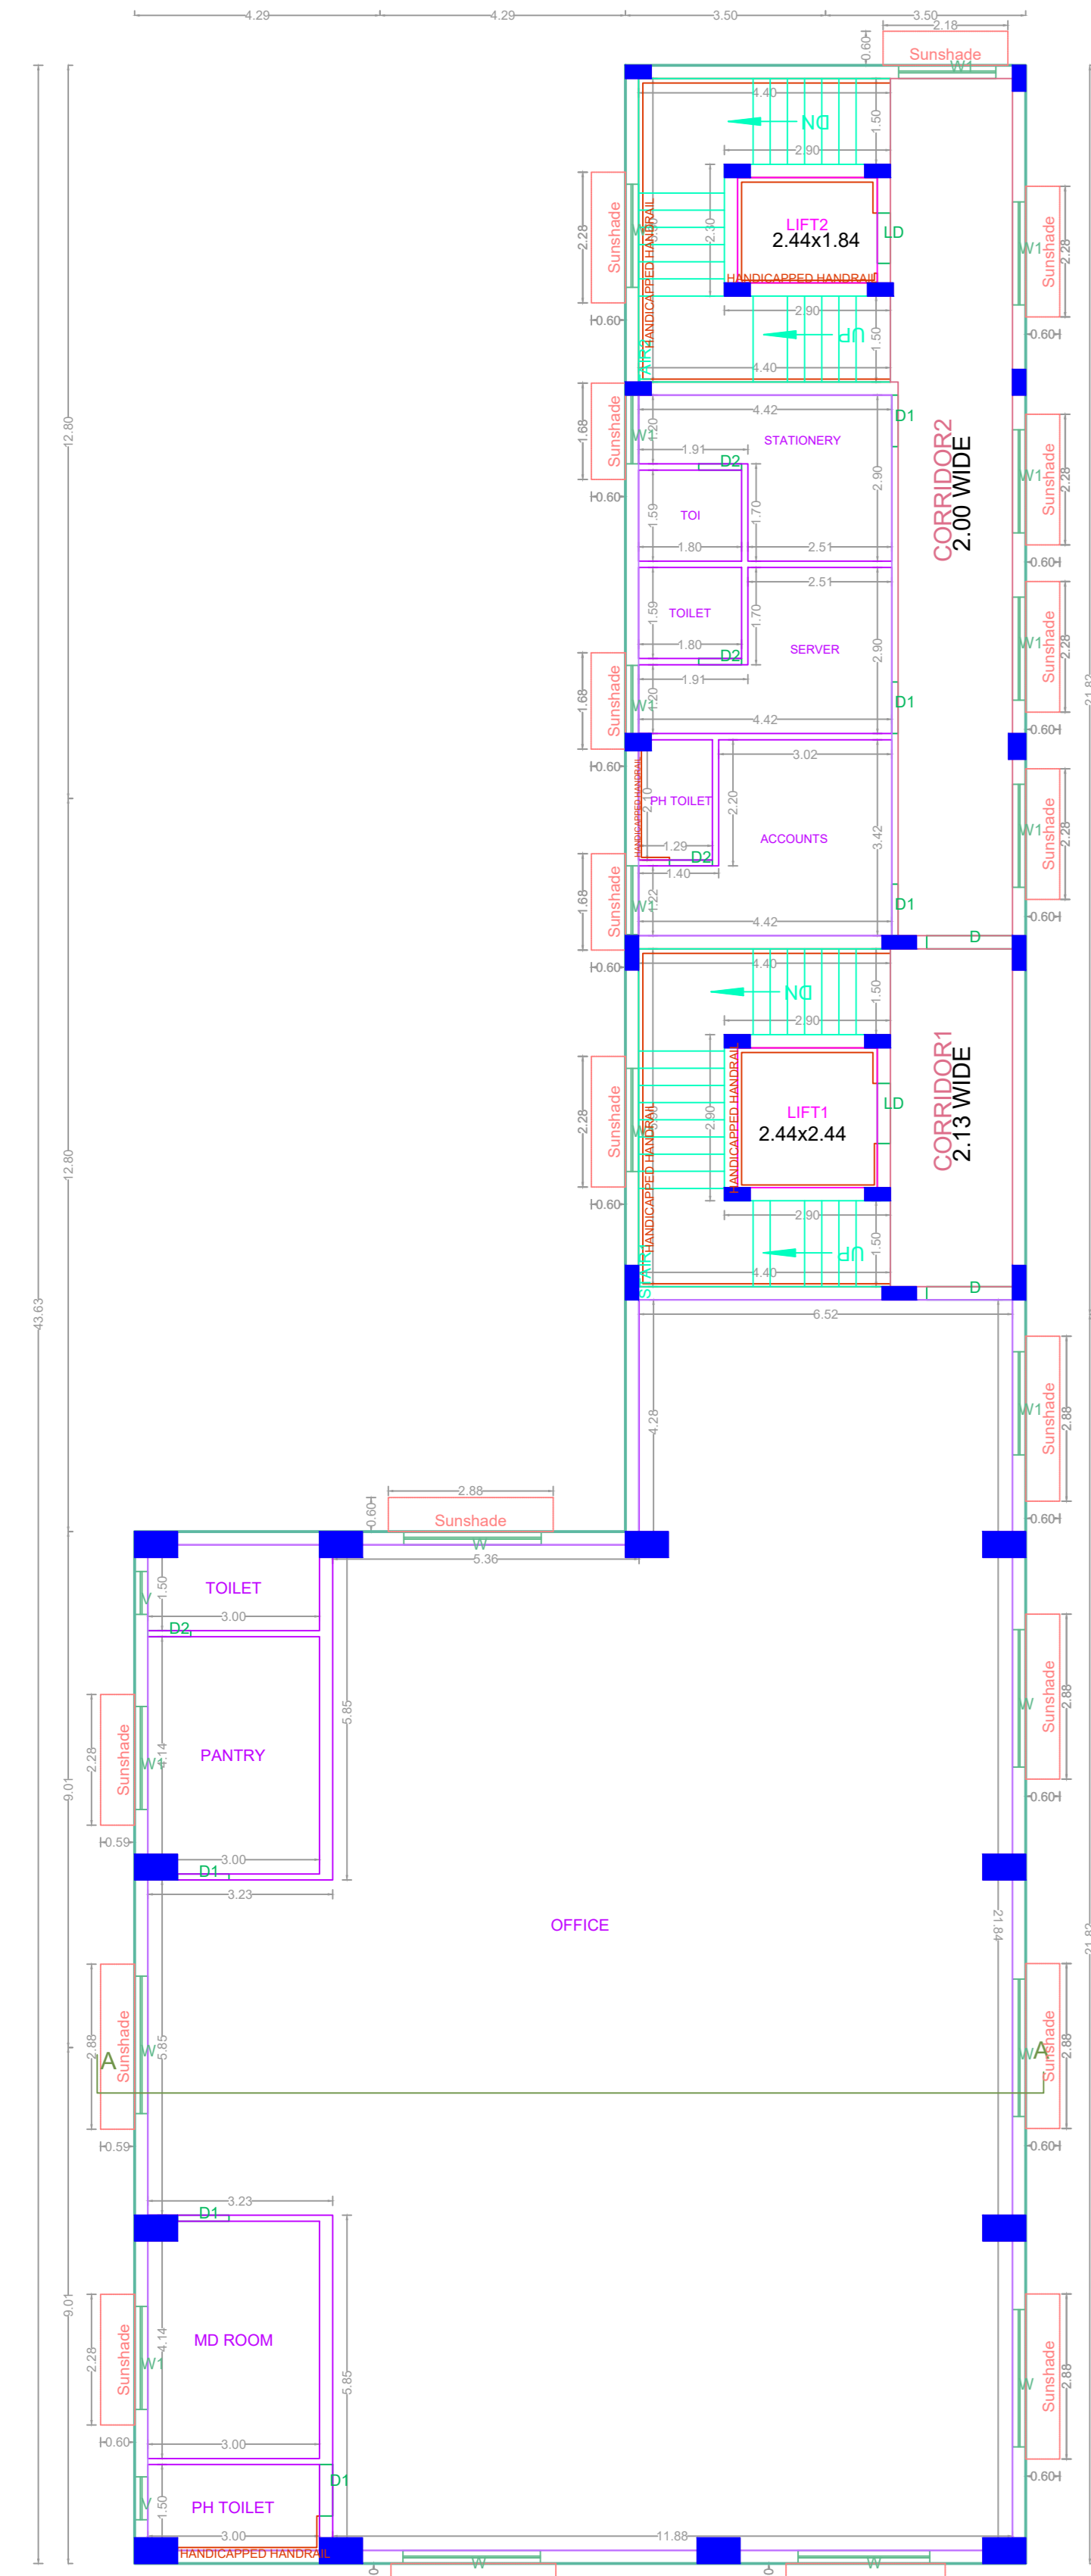 4.29
4.29
3.50
3.50
2.18
0.60
Sunshade
W1
4.40
DN
1.50
2.90
LIFT2
2.44x1.84
2.30
LD
HANDICAPPED HANDRAIL
HANDICAPPED HANDRAIL
2.28
Sunshade
0.60
W1
Sunshade
2.28
0.60
2.90
UP
1.50
4.40
12.80
1.68
Sunshade
0.60
W1
1.20
4.42
STATIONERY
1.91
D2
D1
2.90
CORRIDOR2
2.00 WIDE
W1
Sunshade
2.28
0.60
TOI
1.59
1.70
1.80
2.51
2.51
TOILET
1.59
1.70
1.80
D2
SERVER
2.90
D1
1.91
1.20
4.42
W1
Sunshade
2.28
0.60
21.82
1.68
Sunshade
0.60
W1
3.02
PH TOILET
HANDICAPPED HANDRAIL
2.10
2.20
ACCOUNTS
3.42
1.29
D2
1.40
1.22
4.42
D1
W1
Sunshade
2.28
0.60
1.68
Sunshade
0.60
W1
D
4.40
DN
1.50
2.90
LIFT1
2.44x2.44
2.90
LD
HANDICAPPED HANDRAIL
HANDICAPPED HANDRAIL
CORRIDOR1
2.13 WIDE
2.28
Sunshade
0.60
12.80
2.90
UP
1.50
4.40
D
43.63
6.52
4.28
W1
Sunshade
2.88
0.60
2.88
0.60
Sunshade
W
5.36
TOILET
1.50
V
3.00
D2
PANTRY
4.14
5.85
W1
2.28
Sunshade
0.59
9.01
3.00
D1
3.23
W
Sunshade
2.88
0.60
OFFICE
21.84
21.82
2.88
Sunshade
W
5.85
0.59
A
A
W
Sunshade
2.88
0.60
3.23
D1
MD ROOM
4.14
5.85
W1
2.28
Sunshade
0.60
9.01
3.00
W
Sunshade
2.88
0.60
D1
PH TOILET
1.50
V
3.00
11.88
HANDICAPPED HANDRAIL
W
W